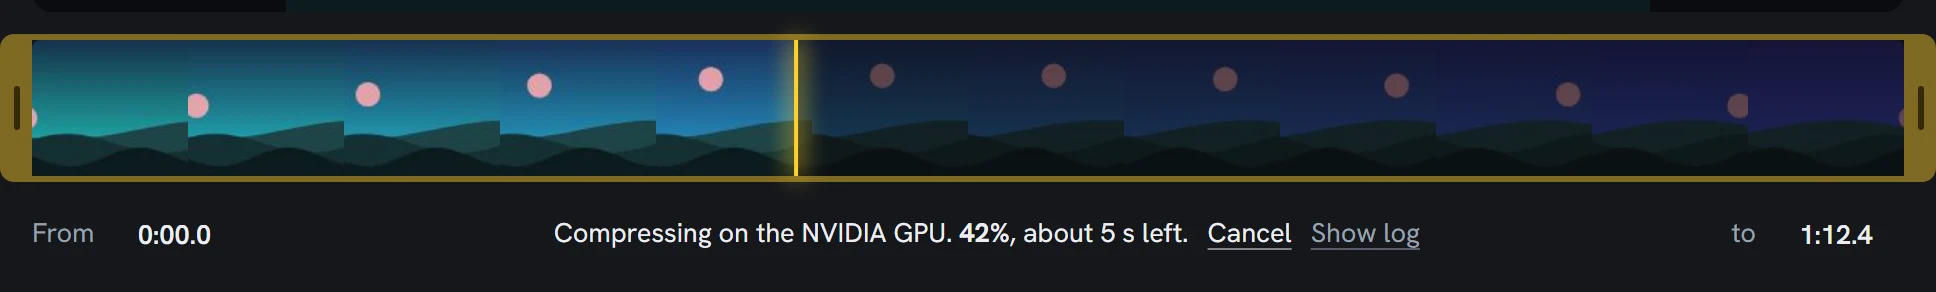 From 0:00.0 Compressing on the NVIDIA GPU. 42%, about 5 s left. Cancel Show log to 1:12.4